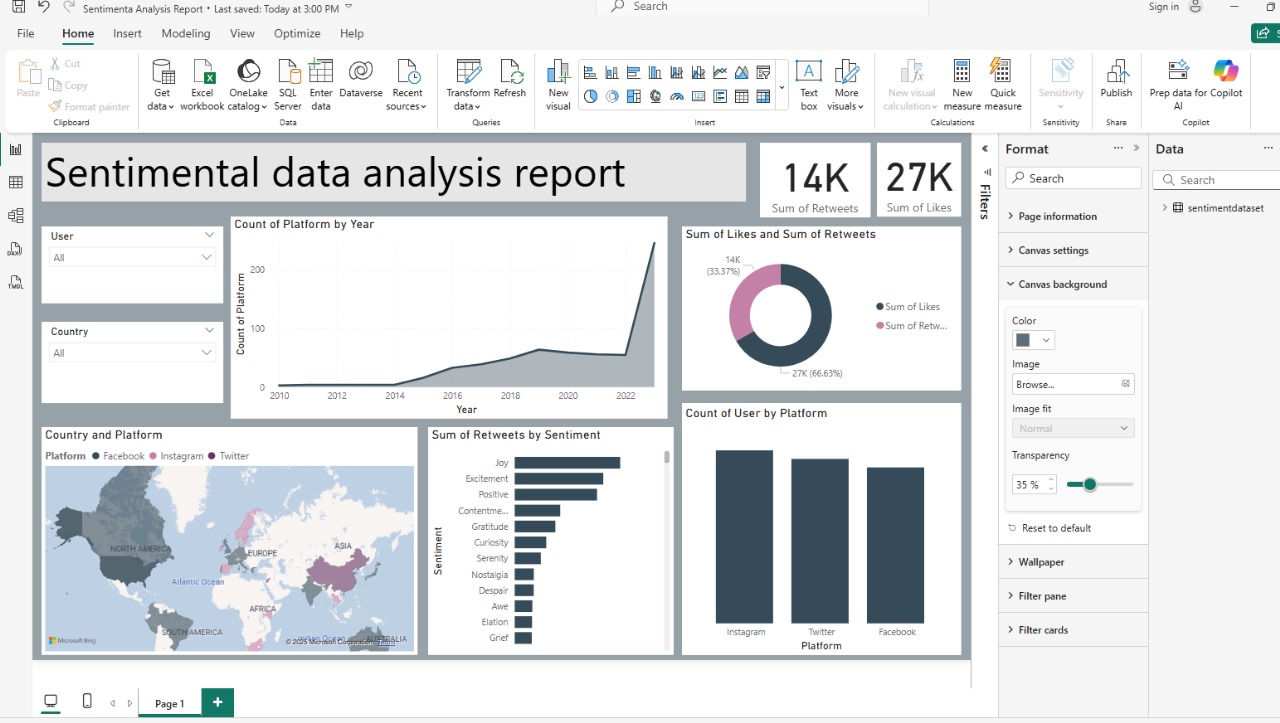 Sentimenta Analysis Report • Last saved: Today at 3:00 PM
Search
Sign in
File Home Insert Modeling View Optimize Help
Paste
Cut
Copy
Format painter
Clipboard
Get data
Excel workbook
OneLake catalog
SQL Server
Enter data
Dataverse
Recent sources
Data
Transform data
Refresh
Queries
New visual
Text box
More visuals
Insert
New visual calculation
New measure
Quick measure
Calculations
Sensitivity
Sensitivity
Publish
Share
Prep data for AI
Copilot
Copilot
Sentimental data analysis report
14K
Sum of Retweets
27K
Sum of Likes
User
All
Country
All
Count of Platform by Year
Count of Platform
200
100
0
2010 2012 2014 2016 2018 2020 2022
Year
Sum of Likes and Sum of Retweets
14K
(33.37%)
27K (66.63%)
Sum of Likes
Sum of Retw...
Country and Platform
Platform Facebook Instagram Twitter
NORTH AMERICA
EUROPE
ASIA
Atlantic Ocean
AFRICA
SOUTH AMERICA
Indian Ocean
AUSTRALIA
Microsoft Bing
© 2025 Microsoft Corporation Terms
Sum of Retweets by Sentiment
Sentiment
Joy
Excitement
Positive
Contentme...
Gratitude
Curiosity
Serenity
Nostalgia
Despair
Awe
Elation
Grief
Count of User by Platform
Instagram Twitter Facebook
Platform
Filters
Format
Search
Page information
Canvas settings
Canvas background
Color
Image
Browse...
Image fit
Normal
Transparency
35 %
Reset to default
Wallpaper
Filter pane
Filter cards
Data
Search
sentimentdataset
DAX
TMDL
Page 1